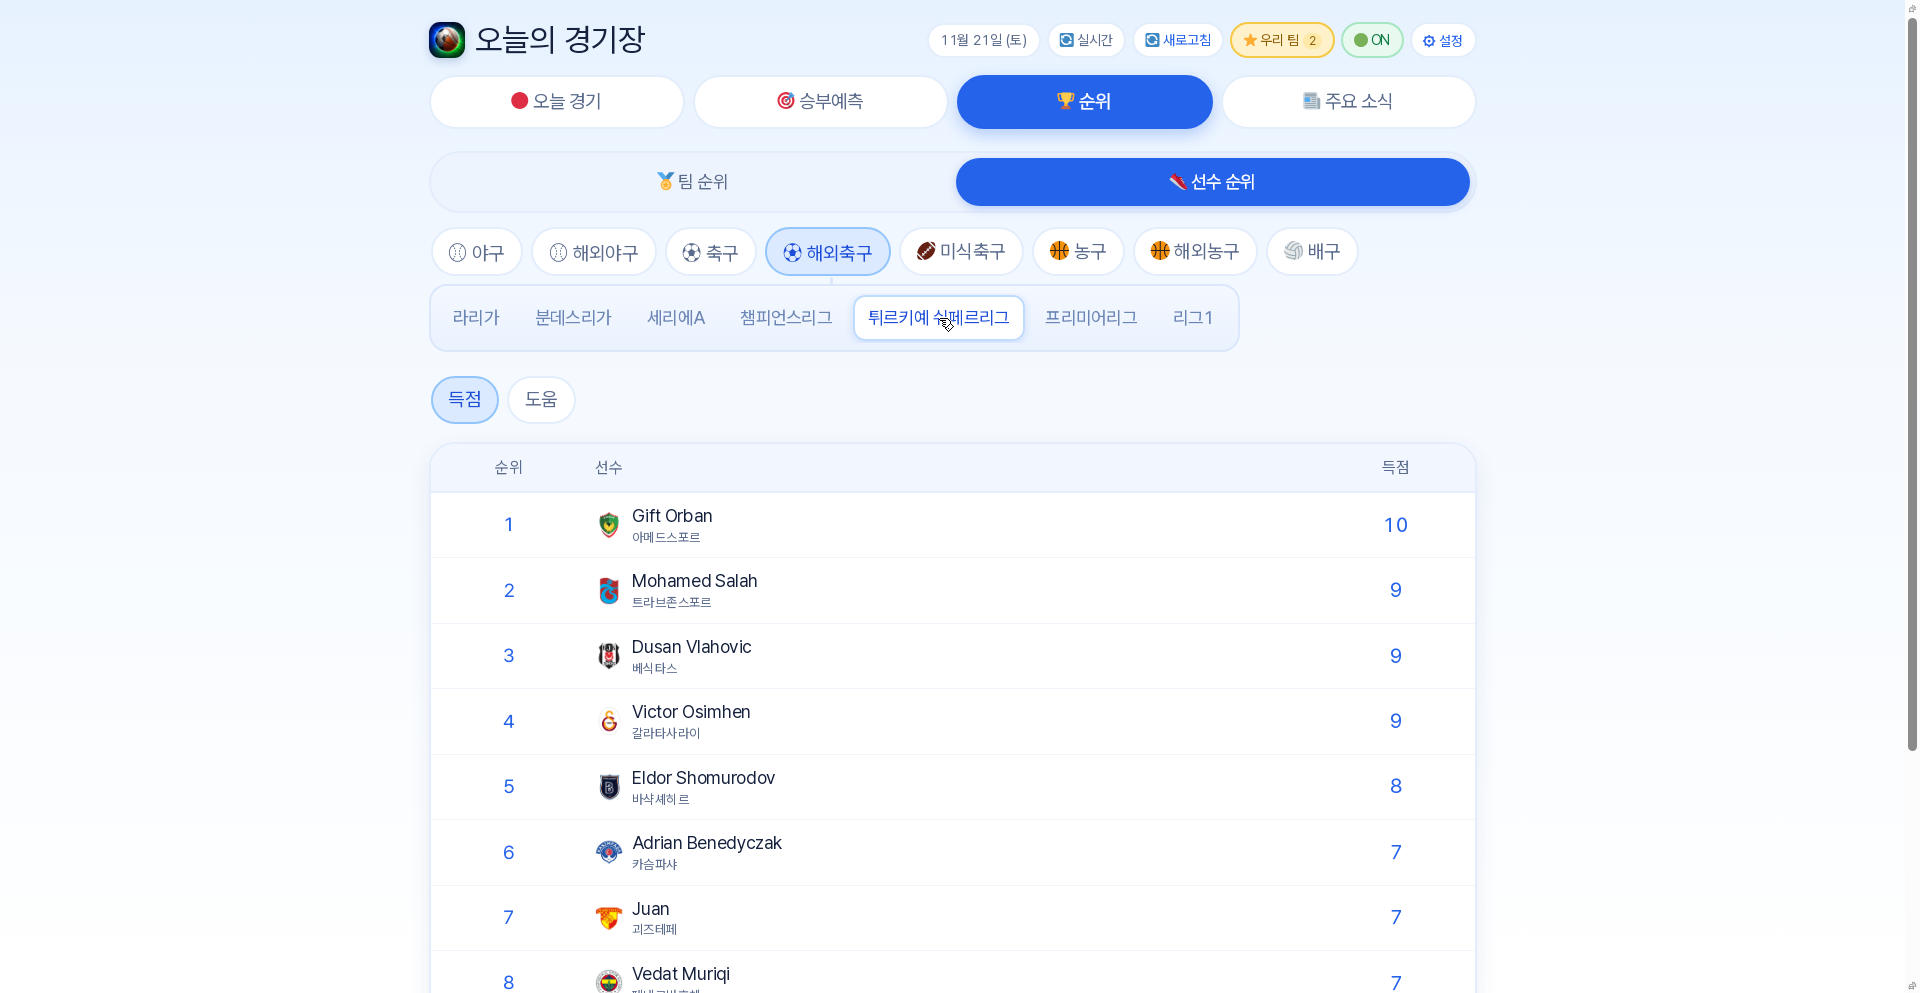 오늘의 경기장
11월 21일 (토)
실시간
새로고침
우리 팀 2
ON
설정
오늘 경기
승부예측
순위
주요 소식
팀 순위
선수 순위
야구
해외야구
축구
해외축구
미식축구
농구
해외농구
배구
라리가
분데스리가
세리에A
챔피언스리그
튀르키예 쉬페르리그
프리미어리그
리그1
득점
도움
순위 선수 득점
1 Gift Orban 10
아메드스포르
2 Mohamed Salah 9
트라브존스포르
3 Dusan Vlahovic 9
베식타스
4 Victor Osimhen 9
갈라타사라이
5 Eldor Shomurodov 8
바샥셰히르
6 Adrian Benedyczak 7
카슴파샤
7 Juan 7
괴즈테페
8 Vedat Muriqi 7